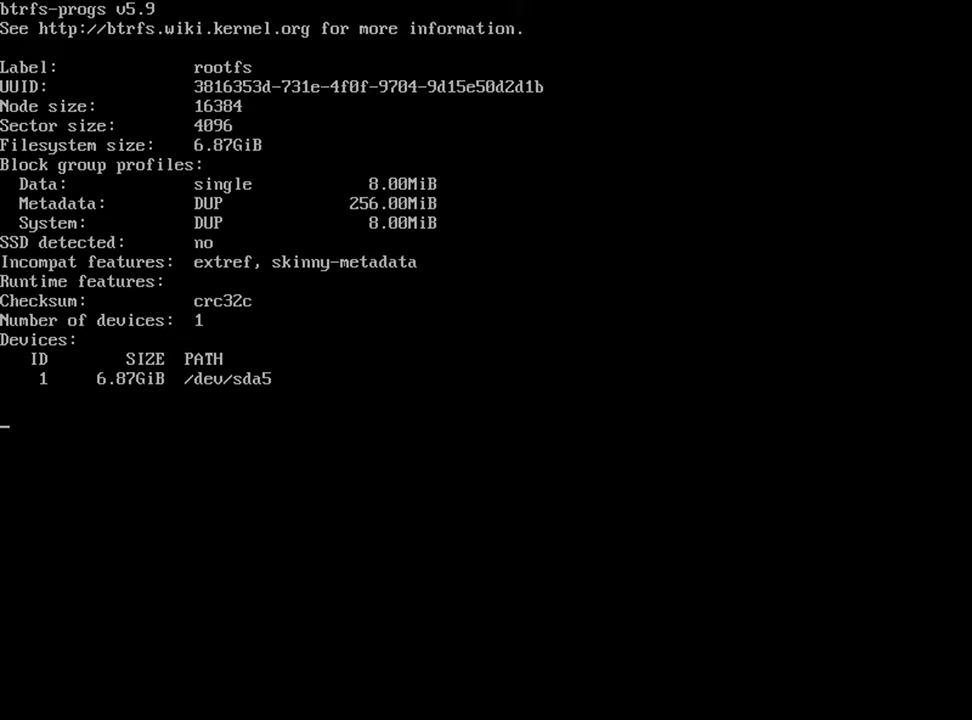 btrfs-progs v5.9
See http://btrfs.wiki.kernel.org for more information.
Label:              rootfs
UUID:               3816353d-731e-4f0f-9704-9d15e50d2d1b
Node size:          16384
Sector size:        4096
Filesystem size:    6.87GiB
Block group profiles:
  Data:             single            8.00MiB
  Metadata:         DUP             256.00MiB
  System:           DUP               8.00MiB
SSD detected:       no
Incompat features:  extref, skinny-metadata
Runtime features:
Checksum:           crc32c
Number of devices:  1
Devices:
   ID        SIZE  PATH
    1     6.87GiB  /dev/sda5